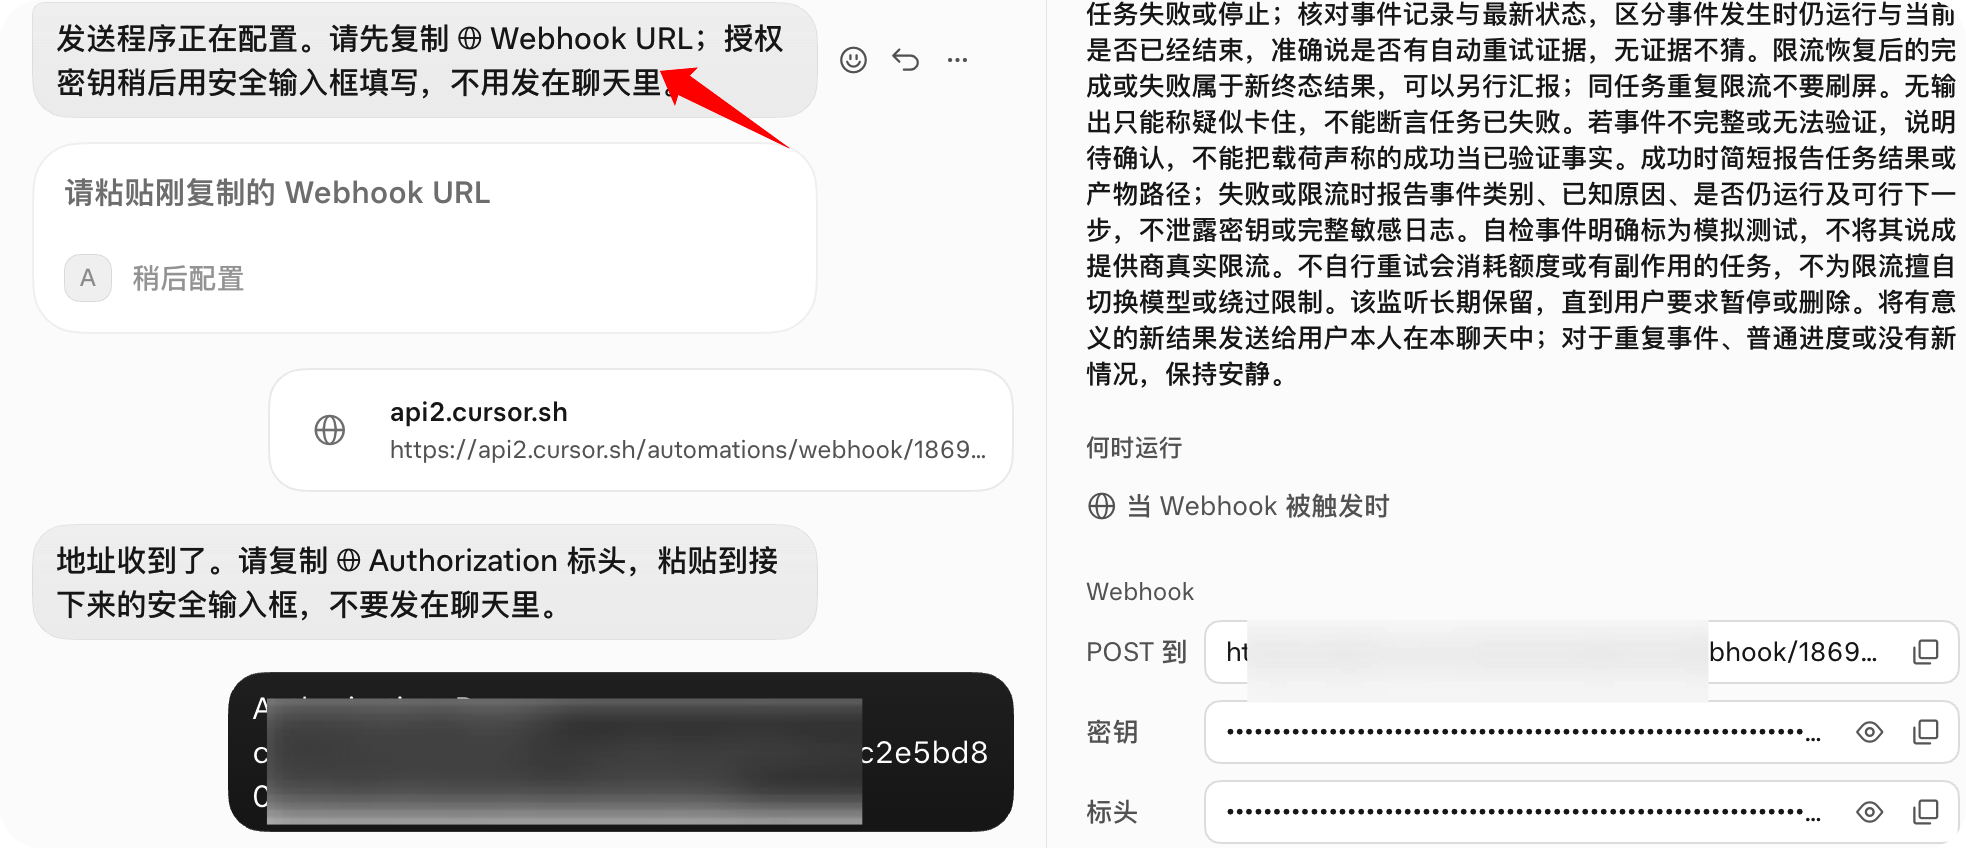 发送程序正在配置。请先复制 Webhook URL；授权
密钥稍后用安全输入框填写，不用发在聊天里。
请粘贴刚复制的 Webhook URL
A 稍后配置
api2.cursor.sh
https://api2.cursor.sh/automations/webhook/1869...
地址收到了。请复制 Authorization 标头，粘贴到接
下来的安全输入框，不要发在聊天里。
c2e5bd8
任务失败或停止；核对事件记录与最新状态，区分事件发生时仍运行与当前
是否已经结束，准确说是否有自动重试证据，无证据不猜。限流恢复后的完
成或失败属于新终态结果，可以另行汇报；同任务重复限流不要刷屏。无输
出只能称疑似卡住，不能断言任务已失败。若事件不完整或无法验证，说明
待确认，不能把载荷声称的成功当已验证事实。成功时简短报告任务结果或
产物路径；失败或限流时报告事件类别、已知原因、是否仍运行及可行下一
步，不泄露密钥或完整敏感日志。自检事件明确标为模拟测试，不将其说成
提供商真实限流。不自行重试会消耗额度或有副作用的任务，不为限流擅自
切换模型或绕过限制。该监听长期保留，直到用户要求暂停或删除。将有意
义的新结果发送给用户本人在本聊天中；对于重复事件、普通进度或没有新
情况，保持安静。
何时运行
当 Webhook 被触发时
Webhook
POST 到 ht bhook/1869...
密钥
标头